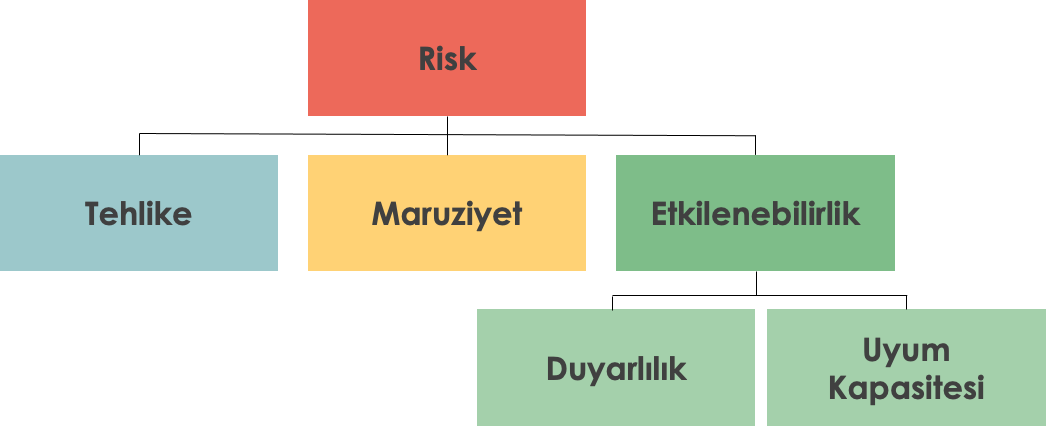 Risk
Tehlike
Maruziyet
Etkilenebilirlik
Duyarlılık
Uyum
Kapasitesi